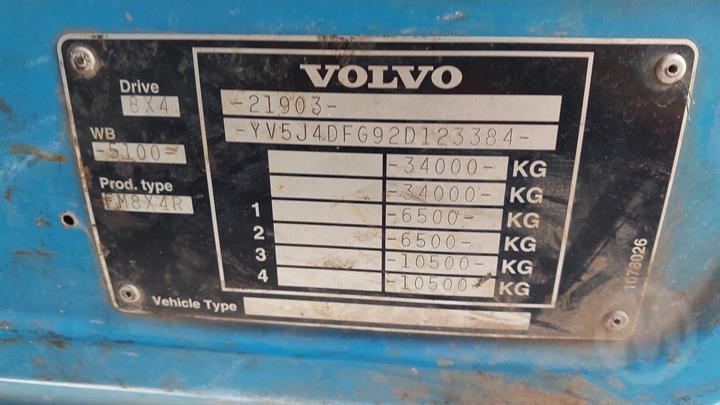 VOLVO
Drive
8X4
WB
-5100-
Prod. type
FM8X4R
-21903-
-YV5J4DFG92D123384-
-34000- KG
-34000- KG
1 -6500- KG
2 -6500- KG
3 -10500- KG
4 -10500- KG
Vehicle Type
1078026
M